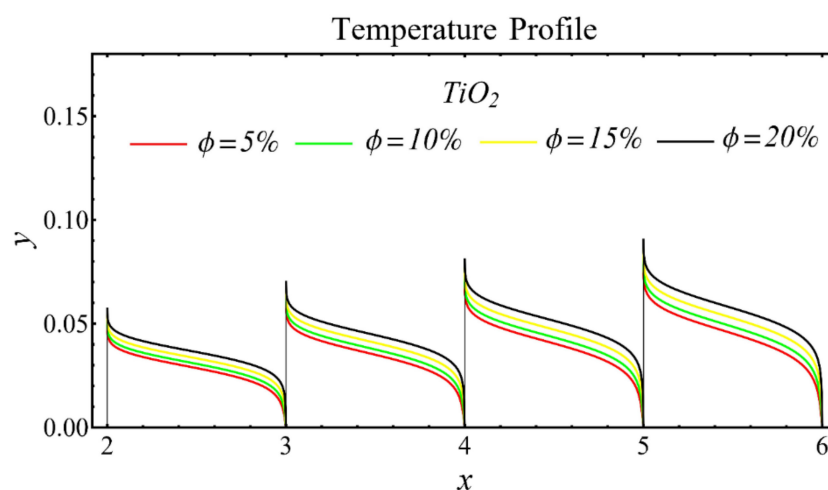 Temperature Profile
TiO₂
ϕ=5% ϕ=10% ϕ=15% ϕ=20%
y
0.15
0.10
0.05
0.00
2 3 4 5 6
x